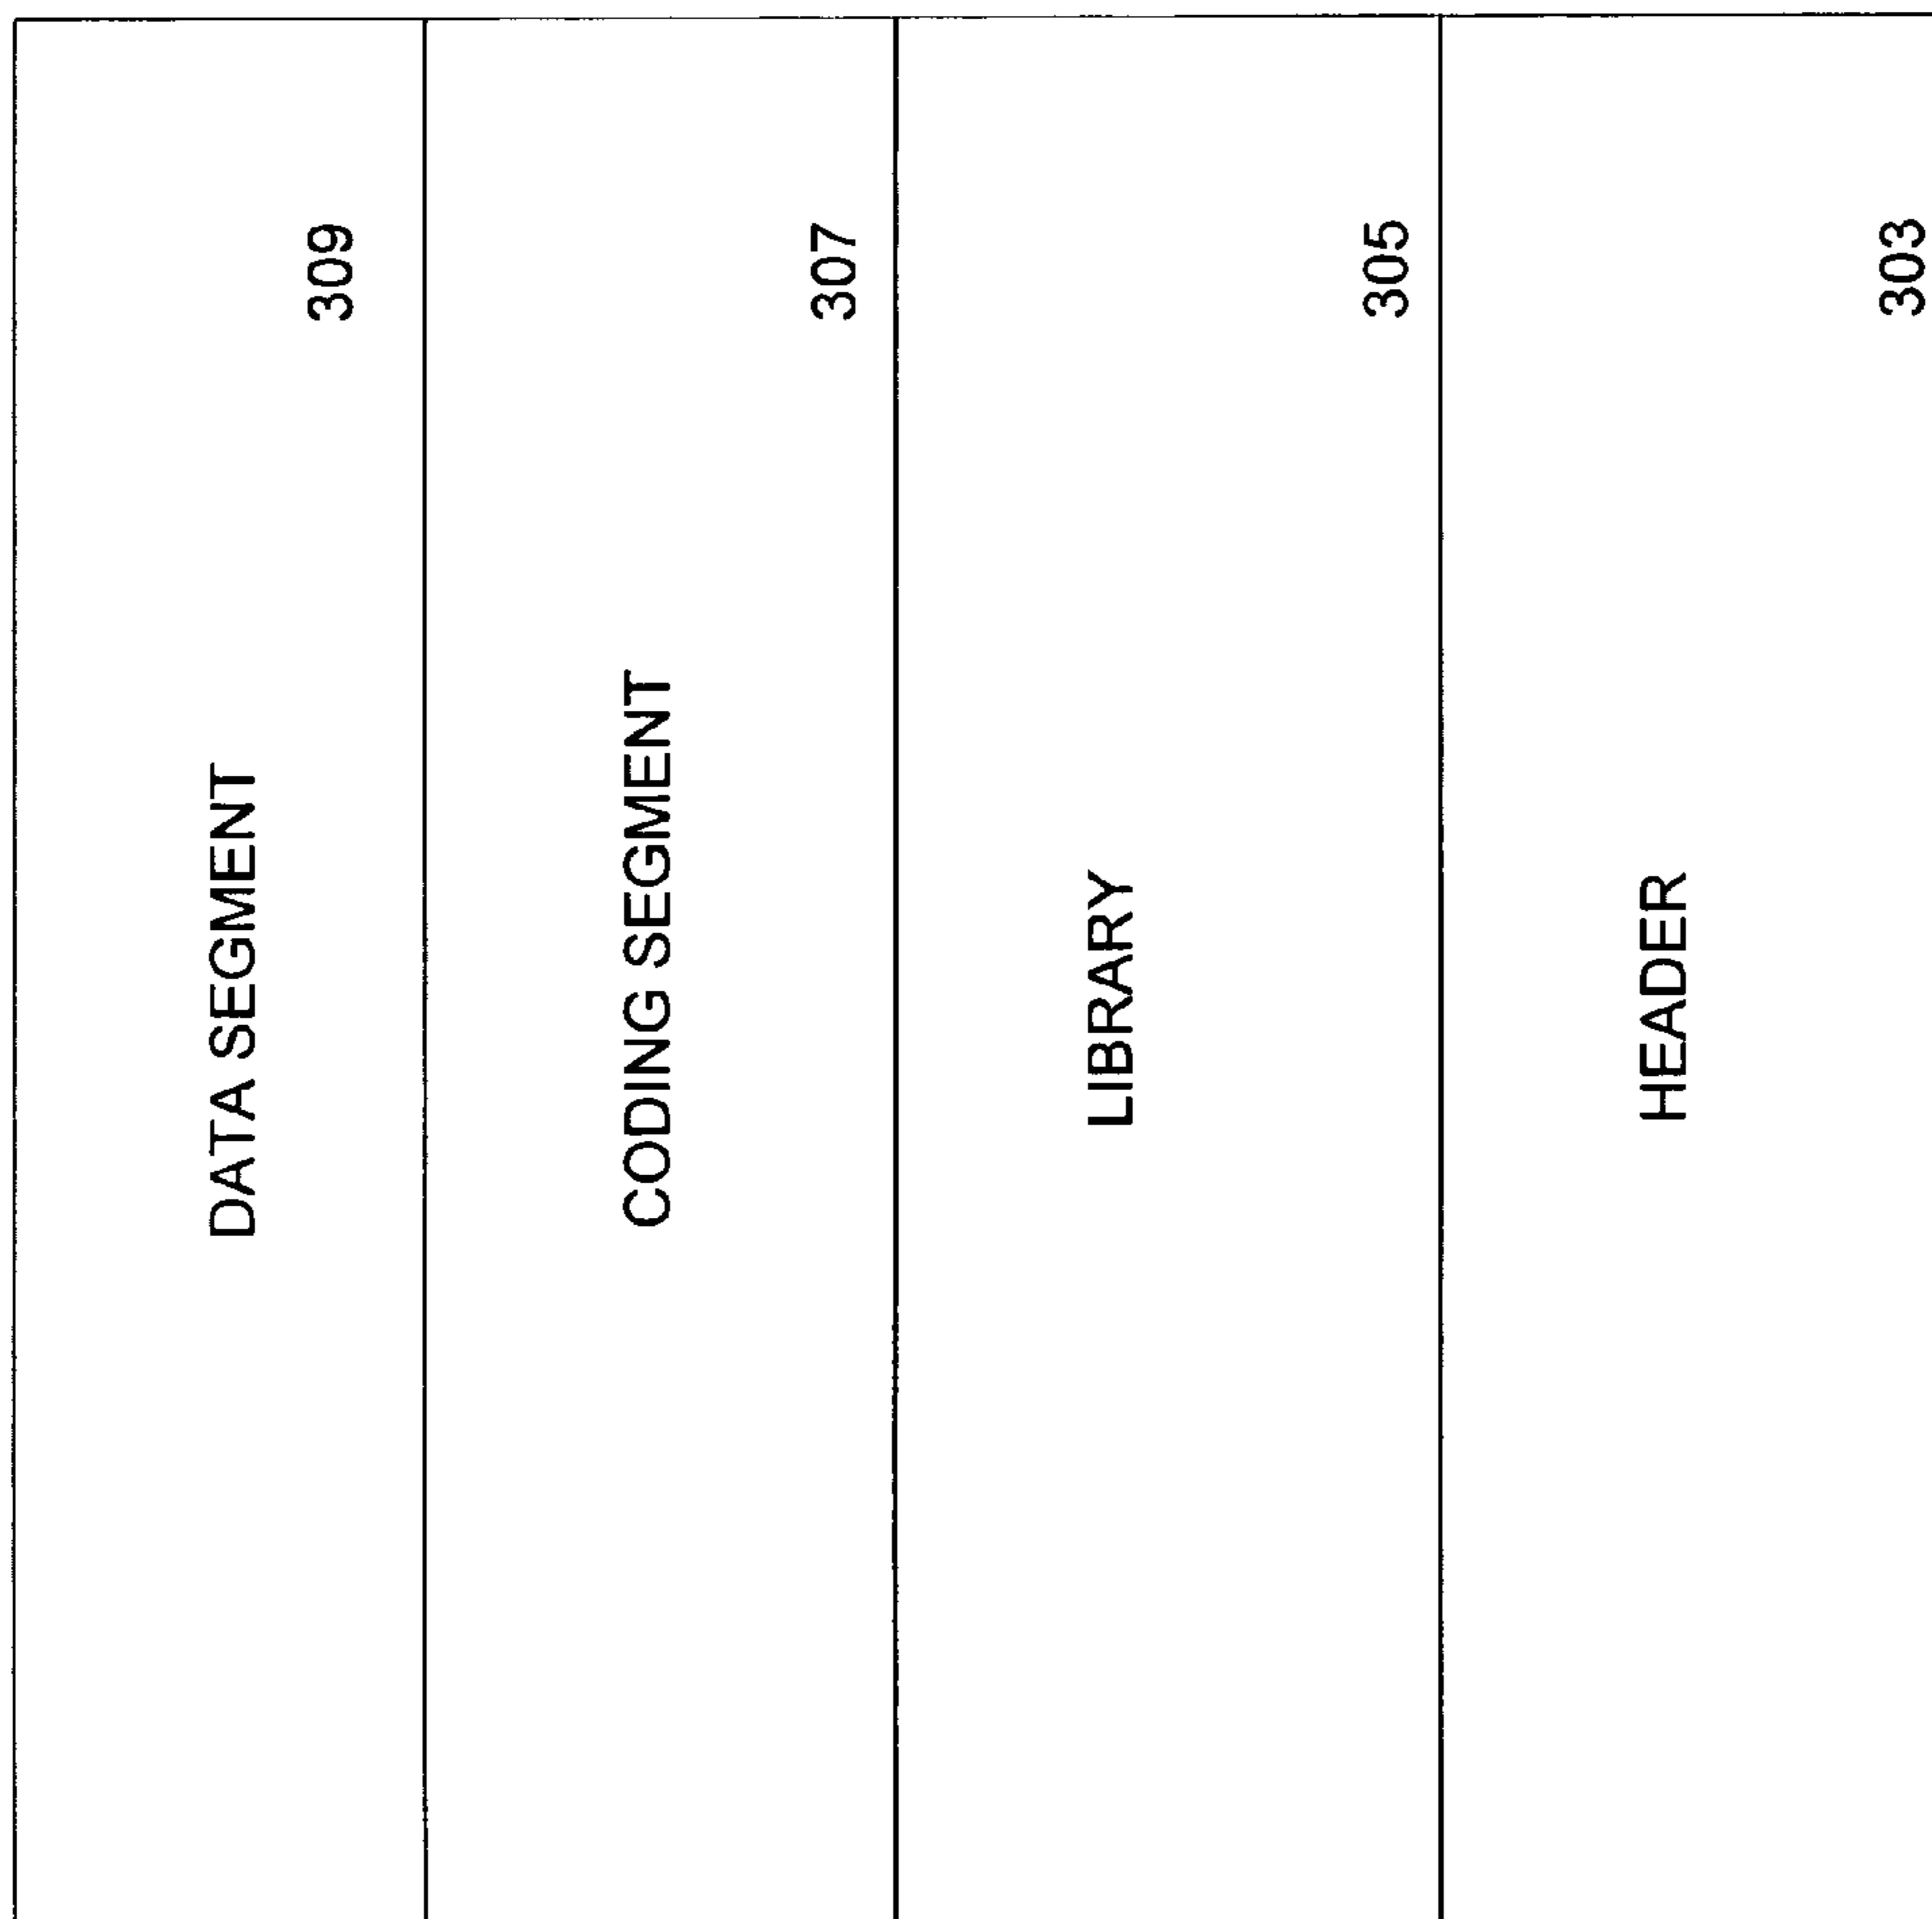 DATA SEGMENT
309
CODING SEGMENT
307
LIBRARY
305
HEADER
303